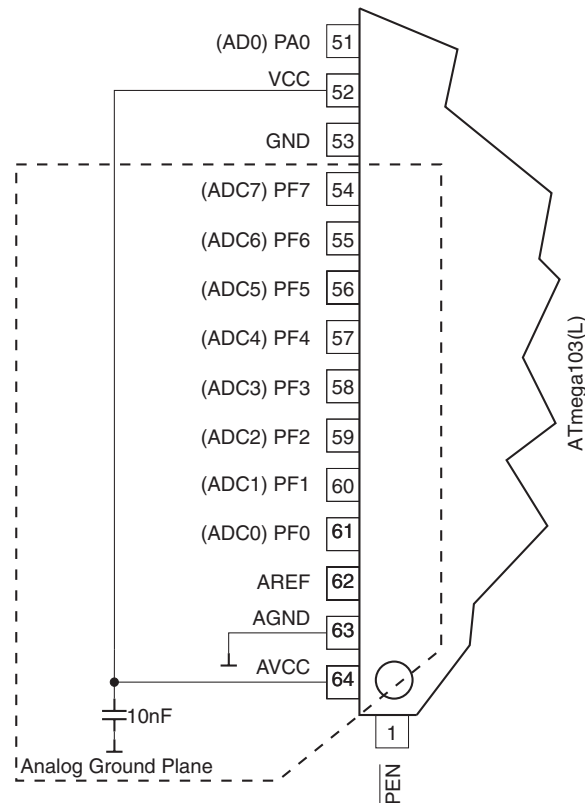 (AD0) PA0 51
VCC 52
GND 53
(ADC7) PF7 54
(ADC6) PF6 55
(ADC5) PF5 56
(ADC4) PF4 57
(ADC3) PF3 58
(ADC2) PF2 59
(ADC1) PF1 60
(ADC0) PF0 61
AREF 62
AGND 63
AVCC 64
10nF
1
Analog Ground Plane
PEN
ATmega103(L)